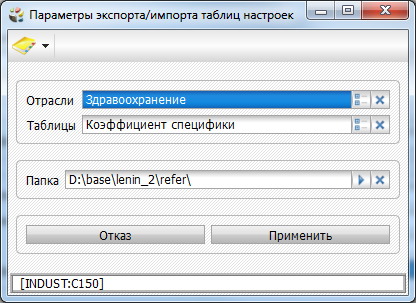 Параметры экспорта/импорта таблиц настроек
Отрасли Здравоохранение
Таблицы Коэффициент специфики
Папка D:\base\lenin_2\refer\
Отказ Применить
[INDUST:C150]